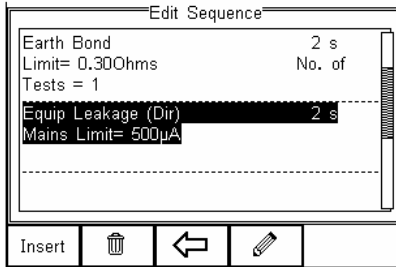 Edit Sequence
Earth Bond 2 s
Limit= 0.30Ohms No. of
Tests = 1
Equip Leakage (Dir) 2 s
Mains Limit= 500µA
Insert